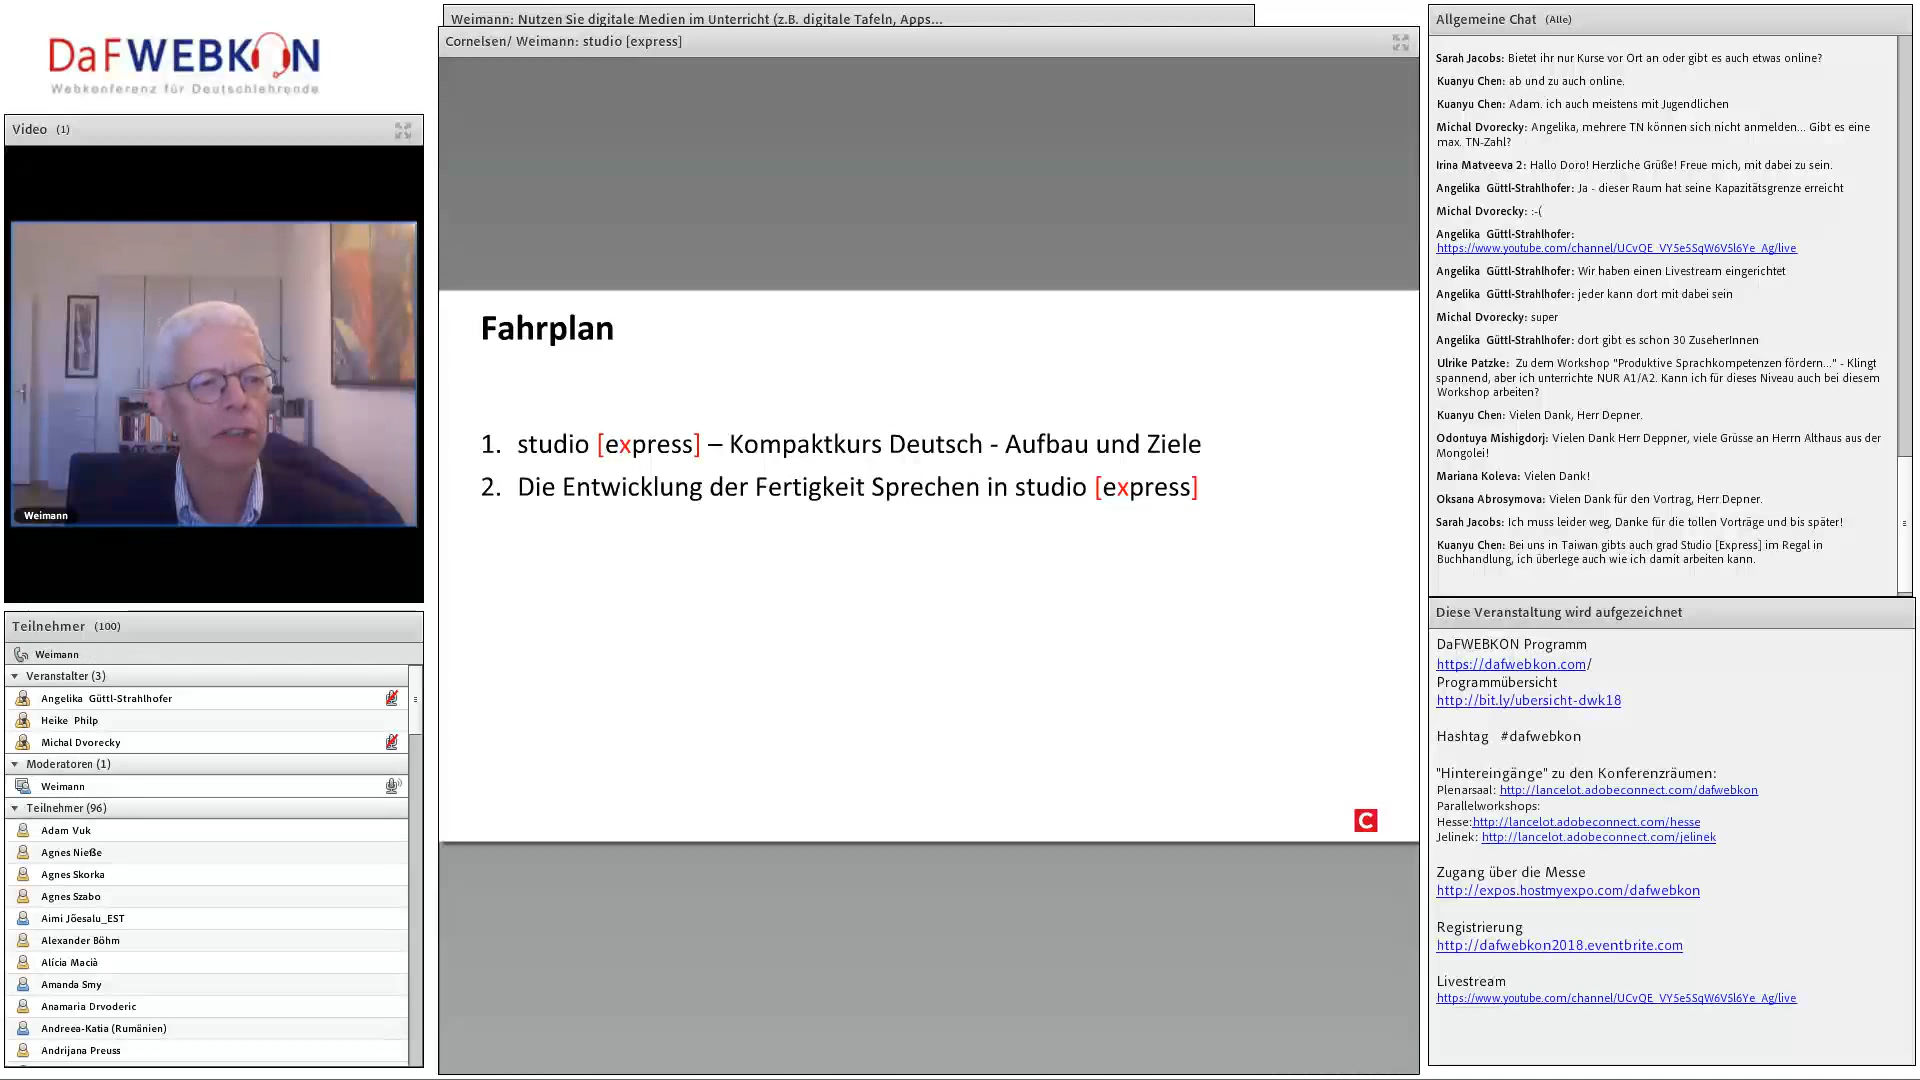 DaFWEBKON
Webkonferenz für Deutschlehrende
Video (1)
Weimann
Teilnehmer (100)
Weimann
Veranstalter (3)
Angelika Güttl-Strahlhofer
Heike Philp
Michal Dvorecky
Moderatoren (1)
Weimann
Teilnehmer (96)
Adam Vuk
Agnes Nieße
Agnes Skorka
Agnes Szabo
Aimi Jõesalu_EST
Alexander Böhm
Alícia Macià
Amanda Smy
Anamaria Drvoderic
Andreea-Katia (Rumänien)
Andrijana Preuss
Weimann: Nutzen Sie digitale Medien im Unterricht (z.B. digitale Tafeln, Apps...
Cornelsen/ Weimann: studio [express]
Fahrplan
1. studio [express] – Kompaktkurs Deutsch - Aufbau und Ziele
2. Die Entwicklung der Fertigkeit Sprechen in studio [express]
C
Allgemeine Chat (Alle)
Sarah Jacobs: Bietet ihr nur Kurse vor Ort an oder gibt es auch etwas online?
Kuanyu Chen: ab und zu auch online.
Kuanyu Chen: Adam. ich auch meistens mit Jugendlichen
Michal Dvorecky: Angelika, mehrere TN können sich nicht anmelden... Gibt es eine
max. TN-Zahl?
Irina Matveeva 2: Hallo Doro! Herzliche Grüße! Freue mich, mit dabei zu sein.
Angelika Güttl-Strahlhofer: Ja - dieser Raum hat seine Kapazitätsgrenze erreicht
Michal Dvorecky: :-(
Angelika Güttl-Strahlhofer:
https://www.youtube.com/channel/UCvQE_VY5e5SqW6V5l6Ye_Ag/live
Angelika Güttl-Strahlhofer: Wir haben einen Livestream eingerichtet
Angelika Güttl-Strahlhofer: jeder kann dort mit dabei sein
Michal Dvorecky: super
Angelika Güttl-Strahlhofer: dort gibt es schon 30 ZuseherInnen
Ulrike Patzke: Zu dem Workshop "Produktive Sprachkompetenzen fördern..." - Klingt
spannend, aber ich unterrichte NUR A1/A2. Kann ich für dieses Niveau auch bei diesem
Workshop arbeiten?
Kuanyu Chen: Vielen Dank, Herr Depner.
Odontuya Mishigdorj: Vielen Dank Herr Deppner, viele Grüsse an Herrn Althaus aus der
Mongolei!
Mariana Koleva: Vielen Dank!
Oksana Abrosymova: Vielen Dank für den Vortrag, Herr Depner.
Sarah Jacobs: Ich muss leider weg, Danke für die tollen Vorträge und bis später!
Kuanyu Chen: Bei uns in Taiwan gibts auch grad Studio [Express] im Regal in
Buchhandlung, ich überlege auch wie ich damit arbeiten kann.
Diese Veranstaltung wird aufgezeichnet
DaFWEBKON Programm
https://dafwebkon.com/
Programmübersicht
http://bit.ly/ubersicht-dwk18
Hashtag #dafwebkon
"Hintereingänge" zu den Konferenzräumen:
Plenarsaal: http://lancelot.adobeconnect.com/dafwebkon
Parallelworkshops:
Hesse:http://lancelot.adobeconnect.com/hesse
Jelinek: http://lancelot.adobeconnect.com/jelinek
Zugang über die Messe
http://expos.hostmyexpo.com/dafwebkon
Registrierung
http://dafwebkon2018.eventbrite.com
Livestream
https://www.youtube.com/channel/UCvQE_VY5e5SqW6V5l6Ye_Ag/live